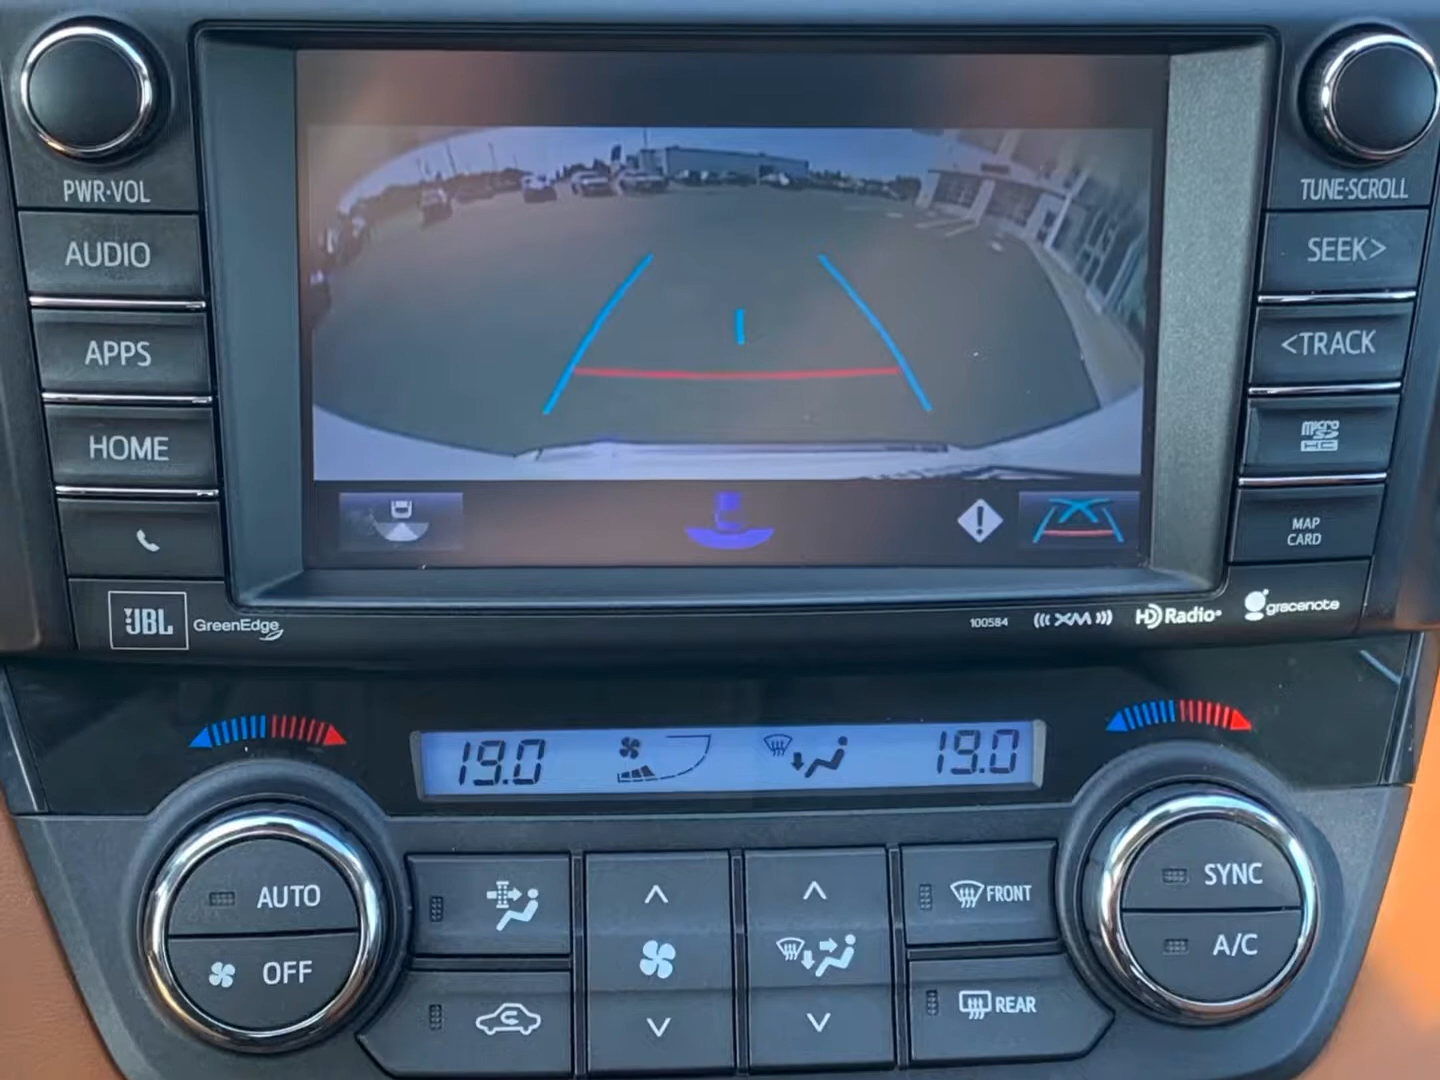 PWR·VOL
TUNE·SCROLL
AUDIO
SEEK>
APPS
<TRACK
HOME
micro
SD
HC
MAP
CARD
JBL
GreenEdge
100584
((( XM )))
HD Radio
gracenote
19.0
19.0
AUTO
OFF
FRONT
REAR
SYNC
A/C